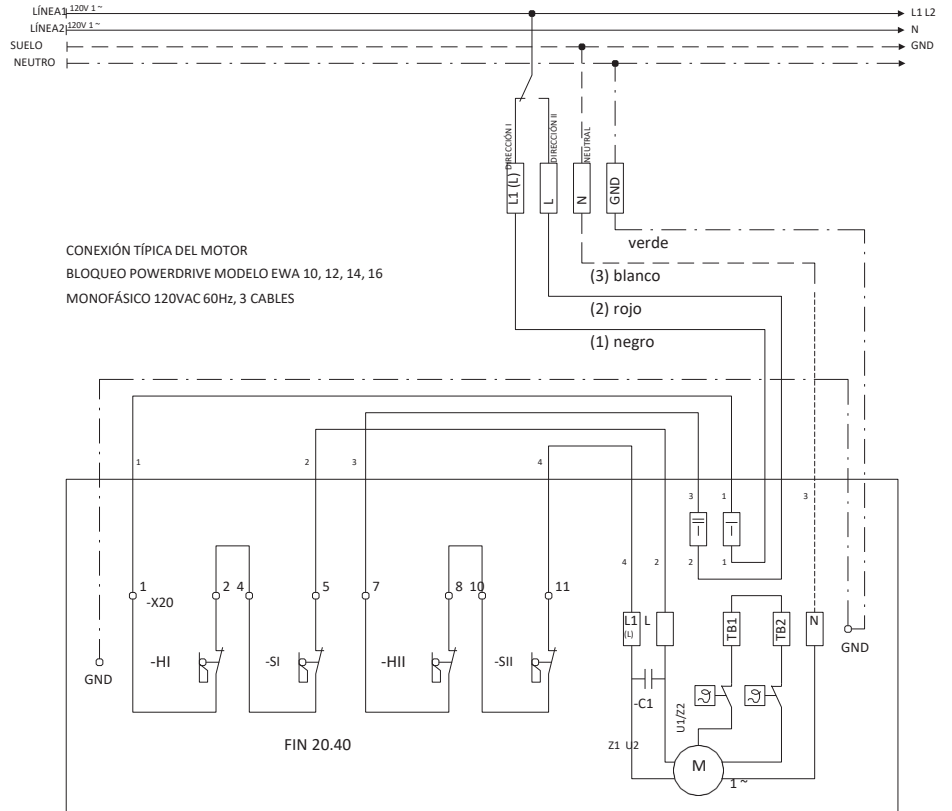 LÍNEA1 120V 1 ~ L1 L2
LÍNEA2 120V 1 ~ N
SUELO GND
NEUTRO
DIRECCIÓN I
DIRECCIÓN II
NEUTRAL
L1 (L)
L
N
GND
verde
CONEXIÓN TÍPICA DEL MOTOR
BLOQUEO POWERDRIVE MODELO EWA 10, 12, 14, 16
MONOFÁSICO 120VAC 60Hz, 3 CABLES
(3) blanco
(2) rojo
(1) negro
1 2 3 4
3 1 3
I I
I
4 2 2 1 1
1 2 4 5 7 8 10 11
-X20
L1 L
(L)
TB1
TB2
N
-HI
-SI
-HII
-SII
GND
GND
-C1
U1/Z2
FIN 20.40
Z1 U2
M
1 ~